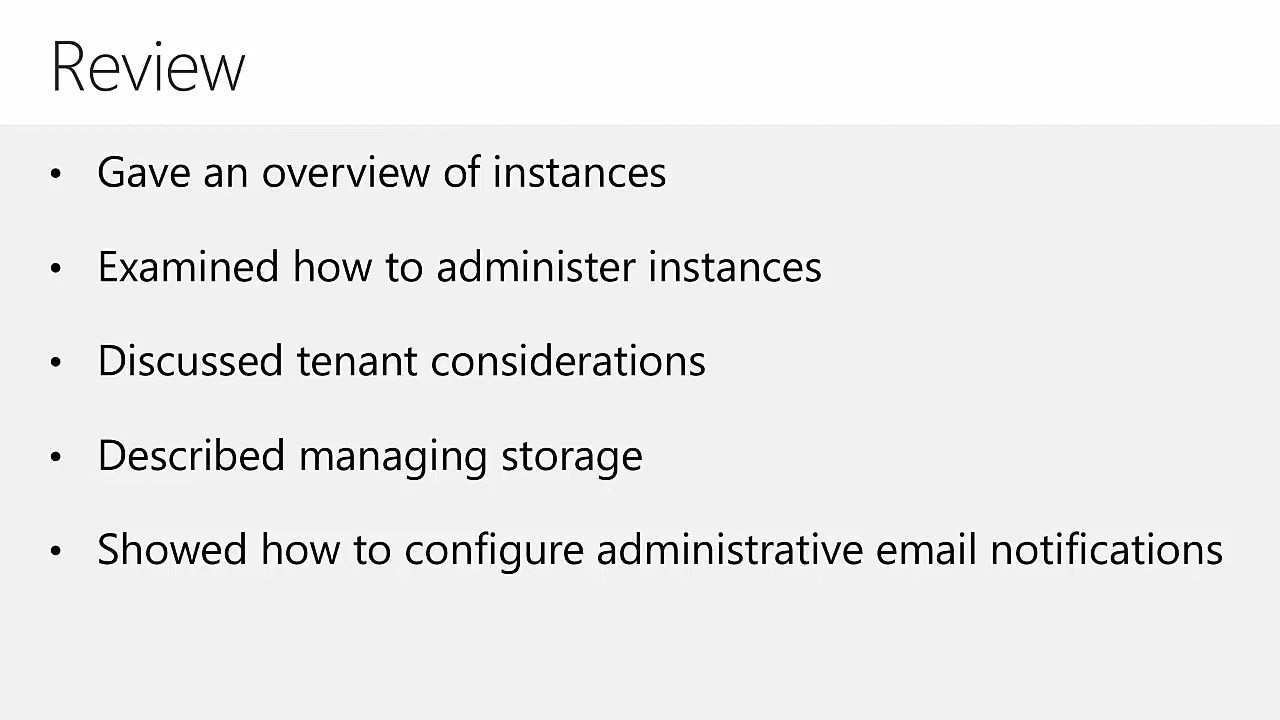 Review
• Gave an overview of instances
• Examined how to administer instances
• Discussed tenant considerations
• Described managing storage
• Showed how to configure administrative email notifications